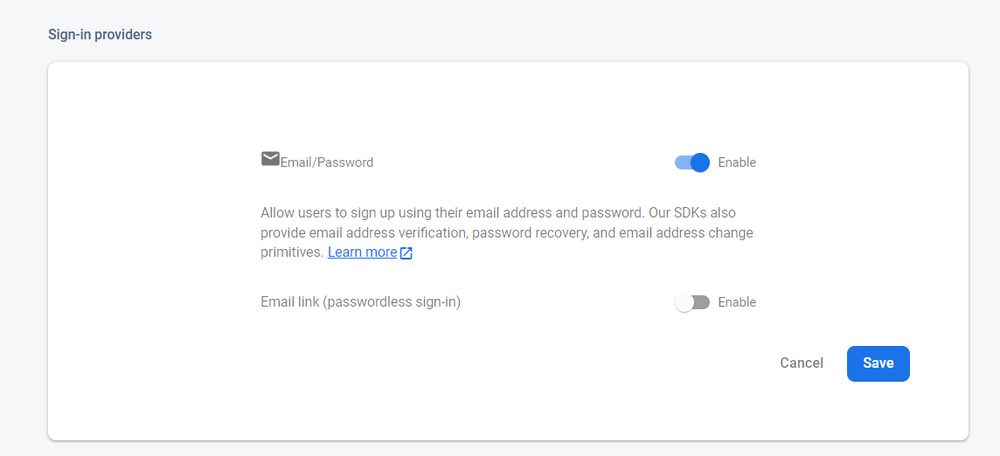 Sign-in providers
Email/Password
Enable
Allow users to sign up using their email address and password. Our SDKs also
provide email address verification, password recovery, and email address change
primitives. Learn more
Email link (passwordless sign-in)
Enable
Cancel
Save